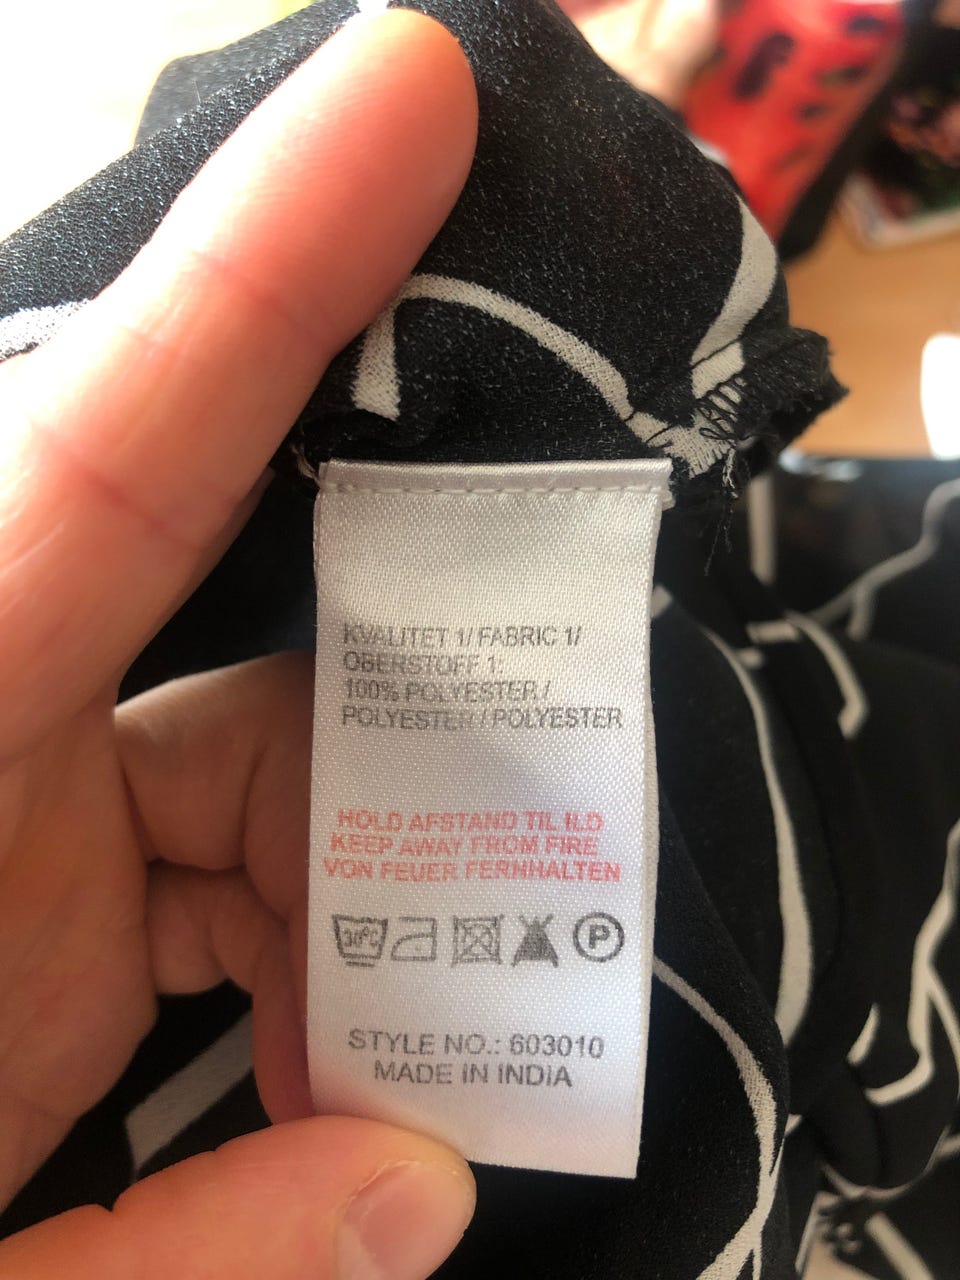 KVALITET 1/ FABRIC 1/
OBERSTOFF 1:
100% POLYESTER /
POLYESTER / POLYESTER
HOLD AFSTAND TIL ILD
KEEP AWAY FROM FIRE
VON FEUER FERNHALTEN
30°C P
STYLE NO.: 603010
MADE IN INDIA